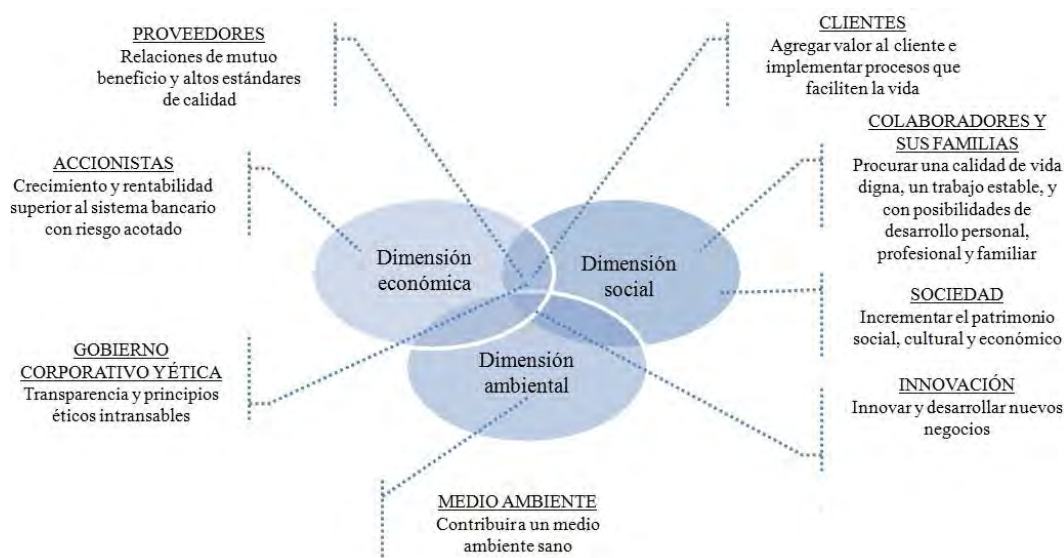 PROVEEDORES
Relaciones de mutuo
beneficio y altos estándares
de calidad
CLIENTES
Agregar valor al cliente e
implementar procesos que
faciliten la vida
ACCIONISTAS
Crecimiento y rentabilidad
superior al sistema bancario
con riesgo acotado
COLABORADORES Y
SUS FAMILIAS
Procurar una calidad de vida
digna, un trabajo estable, y
con posibilidades de
desarrollo personal,
profesional y familiar
Dimensión
económica
Dimensión
social
Dimensión
ambiental
SOCIEDAD
Incrementar el patrimonio
social, cultural y económico
GOBIERNO
CORPORATIVO Y ÉTICA
Transparencia y principios
éticos intransables
INNOVACIÓN
Innovar y desarrollar nuevos
negocios
MEDIO AMBIENTE
Contribuir a un medio
ambiente sano